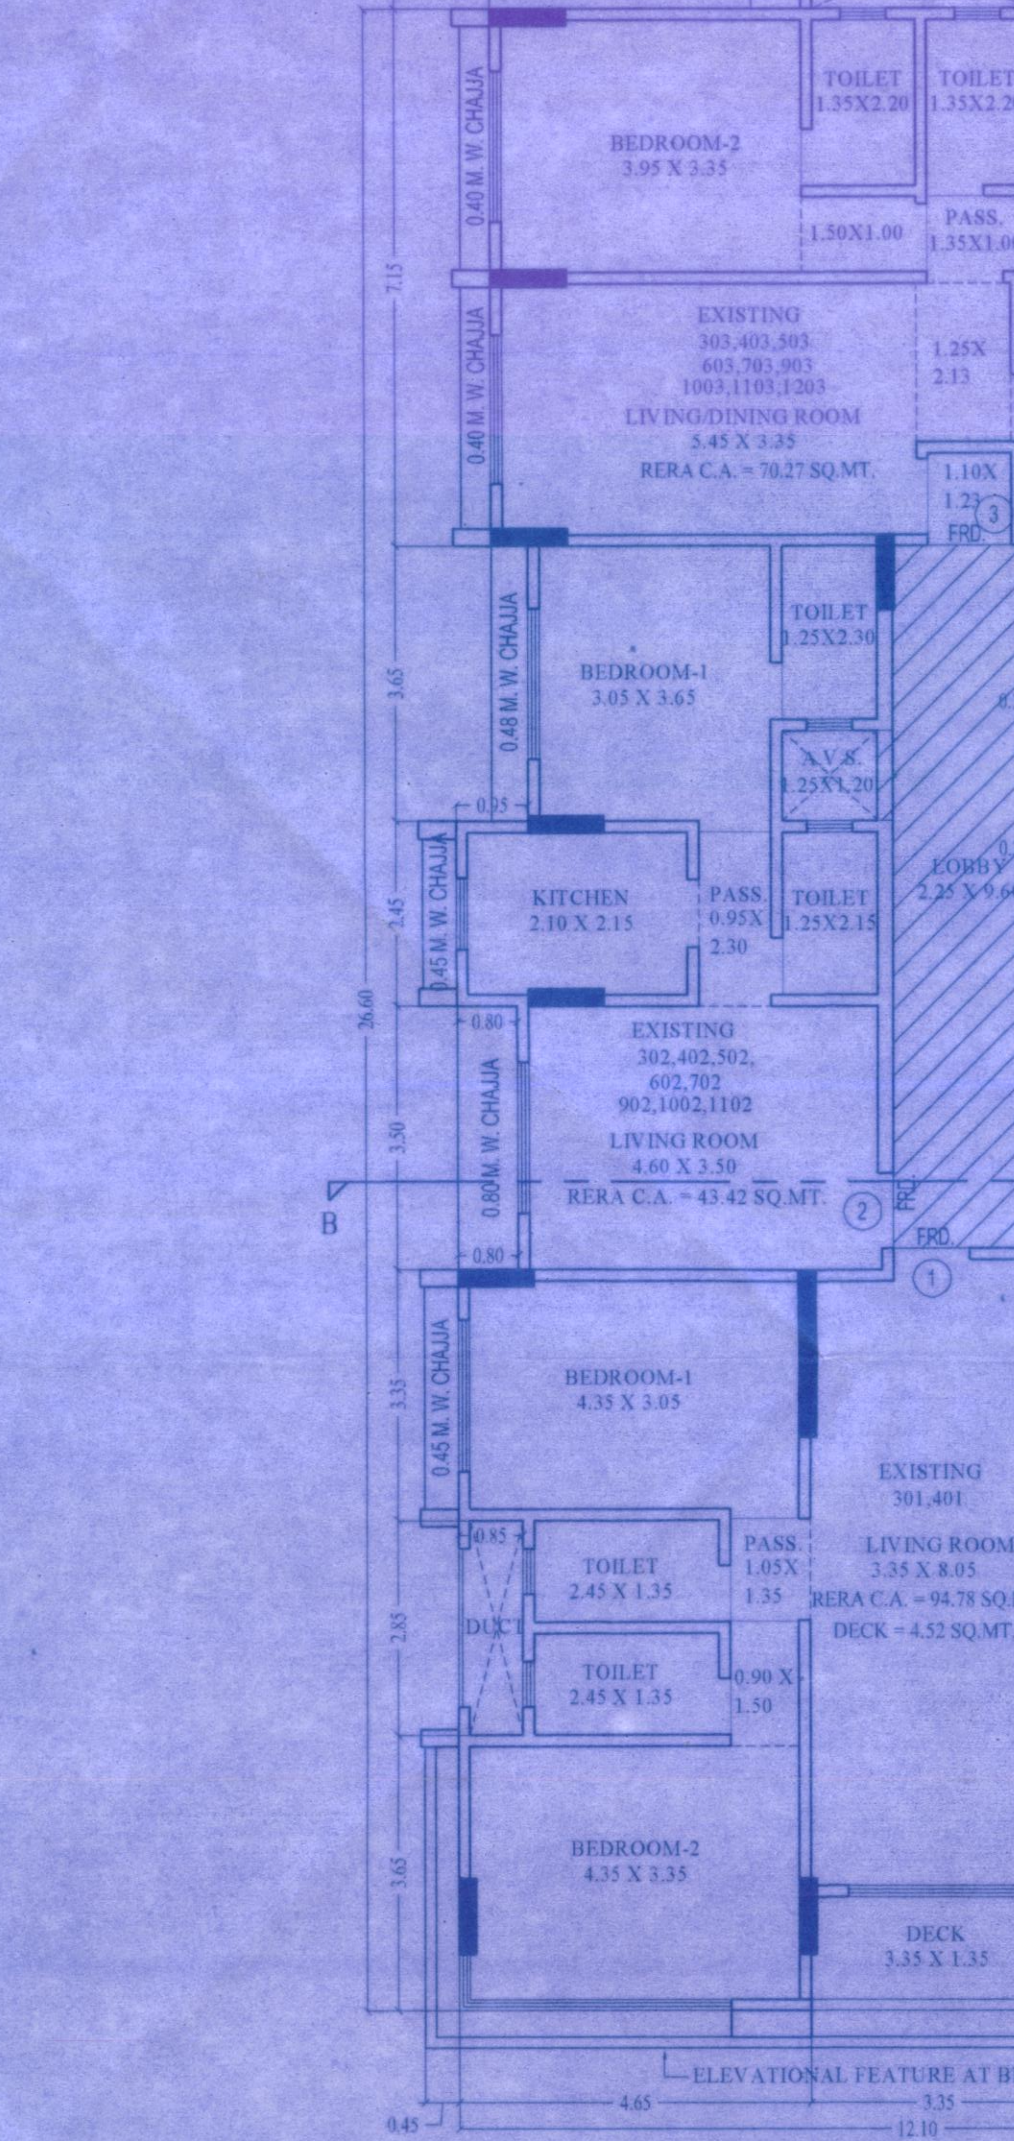 TOILET
1.35X2.20
TOILET
BEDROOM-2
3.95 X 3.35
0.40 M. W. CHAJJA
1.50X1.00
PASS.
7.15
EXISTING
303,403,503
603,703,903
1003,1103,1203
LIVING/DINING ROOM
5.45 X 3.35
RERA C.A. = 70.27 SQ.MT.
0.40 M. W. CHAJJA
1.25X
2.13
1.10X
1.23
3
FRD.
TOILET
1.25X2.30
BEDROOM-1
3.05 X 3.65
0.48 M. W. CHAJJA
3.65
A.V.S.
1.25X1.20
0.95
KITCHEN
2.10 X 2.15
0.45 M. W. CHAJJA
2.45
PASS.
0.95X
2.30
TOILET
1.25X2.15
LOBBY
26.60
0.80
EXISTING
302,402,502,
602,702
902,1002,1102
LIVING ROOM
4.60 X 3.50
RERA C.A. = 43.42 SQ.MT.
0.80 M. W. CHAJJA
3.50
B
2
FRD.
FRD.
1
0.80
BEDROOM-1
4.35 X 3.05
0.45 M. W. CHAJJA
3.35
EXISTING
301,401
LIVING ROOM
3.35 X 8.05
RERA C.A. = 94.78
DECK = 4.52 SQ.MT.
0.85
TOILET
2.45 X 1.35
PASS.
1.05X
1.35
DUCT
2.85
TOILET
2.45 X 1.35
0.90 X
1.50
BEDROOM-2
4.35 X 3.35
3.65
DECK
3.35 X 1.35
ELEVATIONAL FEATURE AT
4.65
3.35
0.45
12.10